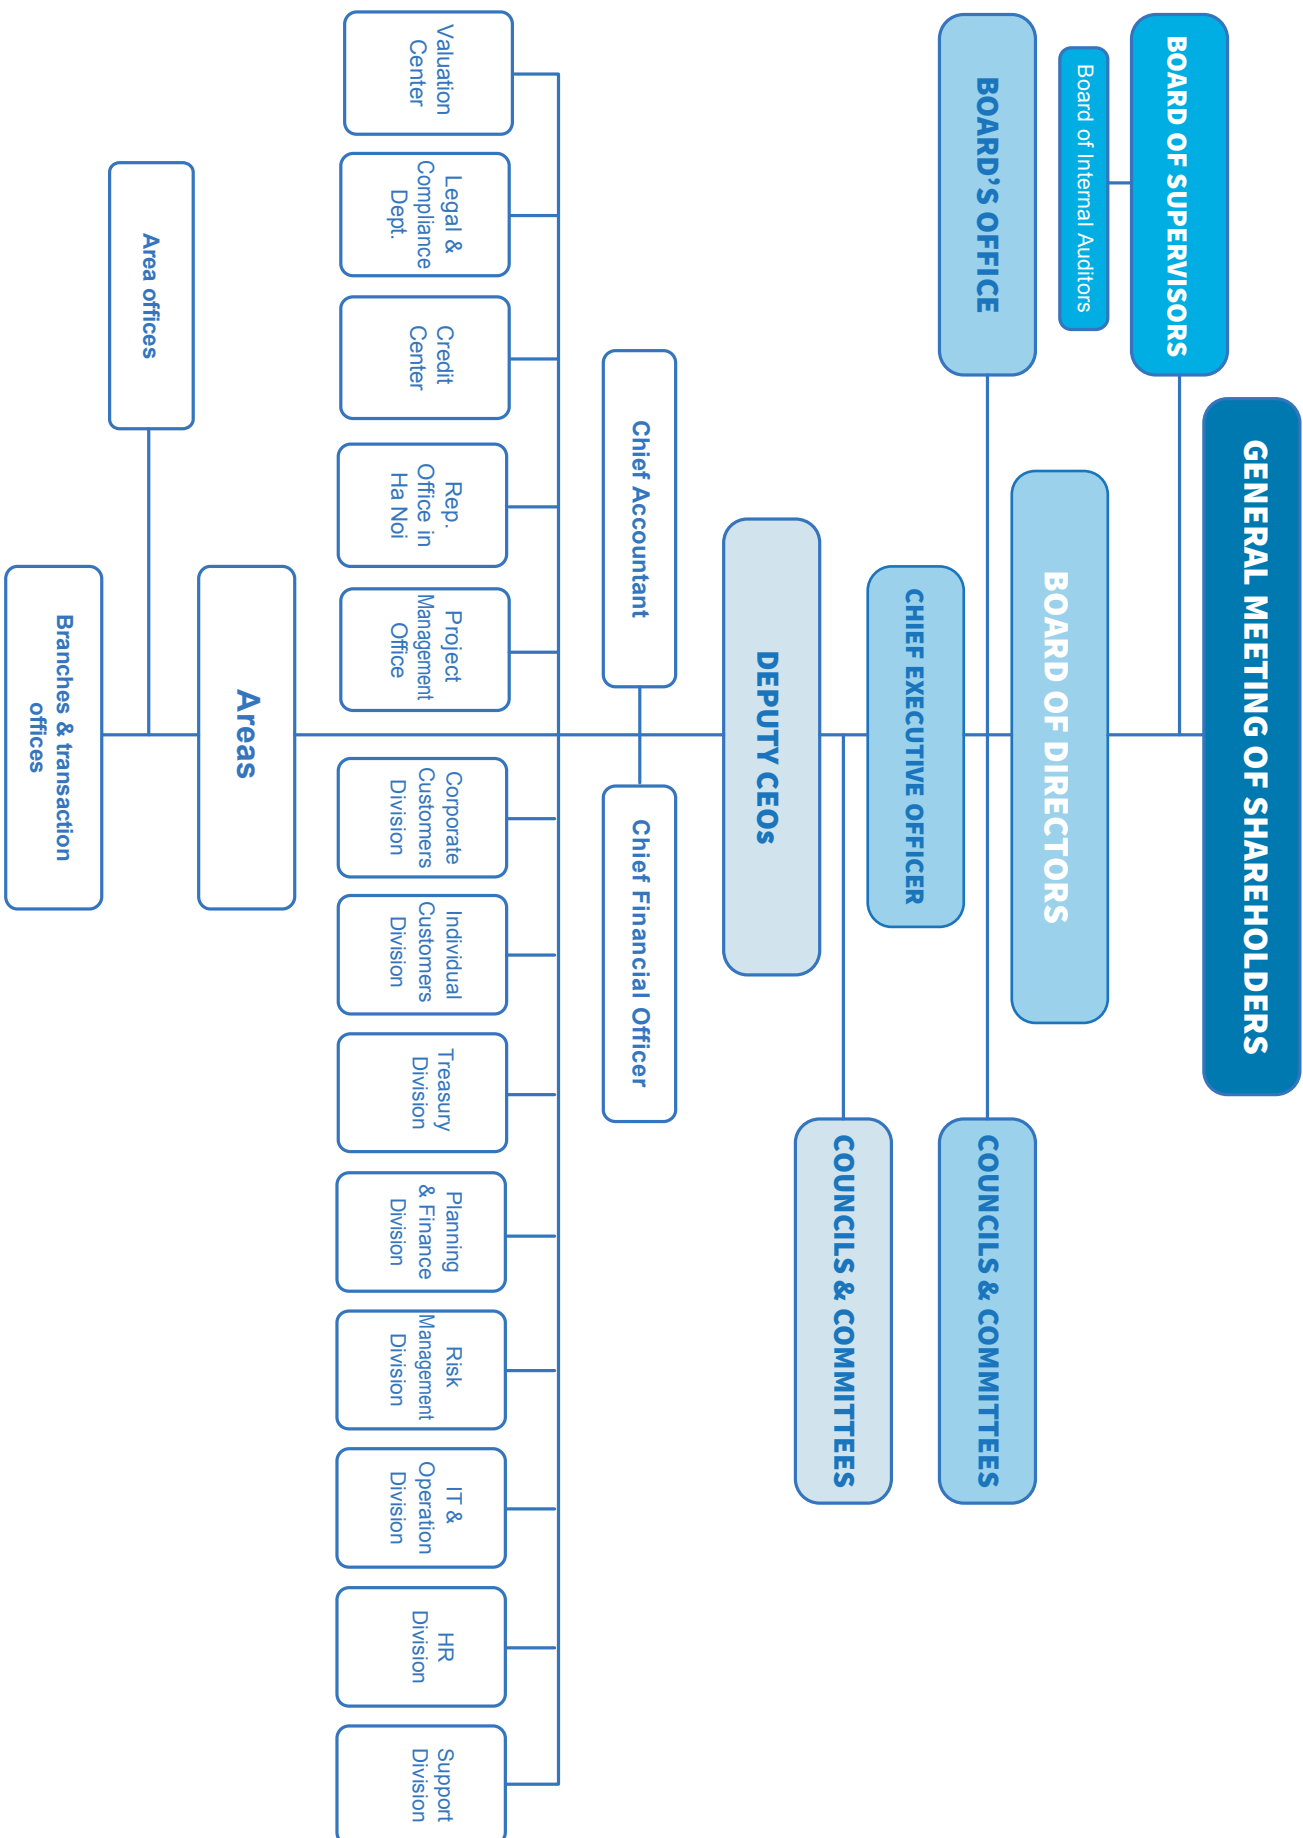 GENERAL MEETING OF SHAREHOLDERS
BOARD OF SUPERVISORS
Board of Internal Auditors
BOARD OF DIRECTORS
BOARD'S OFFICE
COUNCILS & COMMITTEES
CHIEF EXECUTIVE OFFICER
COUNCILS & COMMITTEES
DEPUTY CEOs
Chief Accountant
Chief Financial Officer
Valuation
Center
Legal &
Compliance
Dept.
Credit
Center
Rep.
Office in
Ha Noi
Project
Management
Office
Corporate
Customers
Division
Individual
Customers
Division
Treasury
Division
Planning
& Finance
Division
Risk
Management
Division
IT &
Operation
Division
HR
Division
Support
Division
Areas
Area offices
Branches & transaction
offices